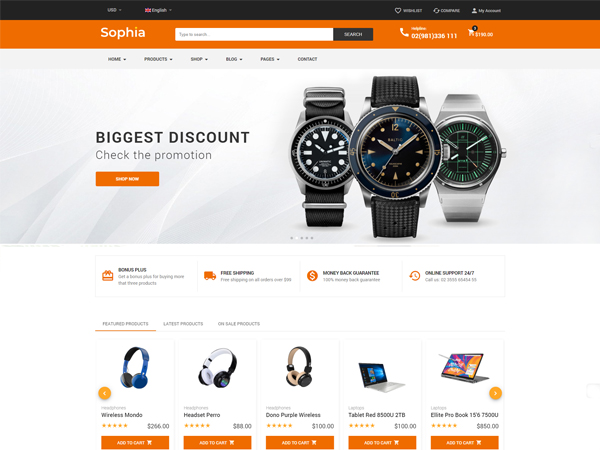 USD English WISHLIST COMPARE My Account
Sophia
Type to search...
SEARCH
Helpline:
02(981)336 111
0
$190.00
HOME PRODUCTS SHOP BLOG PAGES CONTACT
BIGGEST DISCOUNT
Check the promotion
SHOP NOW
BALTIC
BONUS PLUS
Get a bonus plus for buying more
that three products.
FREE SHIPPING
Free shipping on all orders over $99
MONEY BACK GUARANTEE
100% money back guarantee
ONLINE SUPPORT 24/7
Call us: 02 3555 65454 55
FEATURED PRODUCTS LATEST PRODUCTS ON SALE PRODUCTS
Headphones
Wireless Mondo
$266.00
ADD TO CART
Headphones
Headset Perro
$88.00
ADD TO CART
Headphones
Dono Purple Wireless
$100.00
ADD TO CART
Laptops
Tablet Red 8500U 2TB
$100.00
ADD TO CART
Laptops
Ellite Pro Book 15'6 7500U
$850.00
ADD TO CART